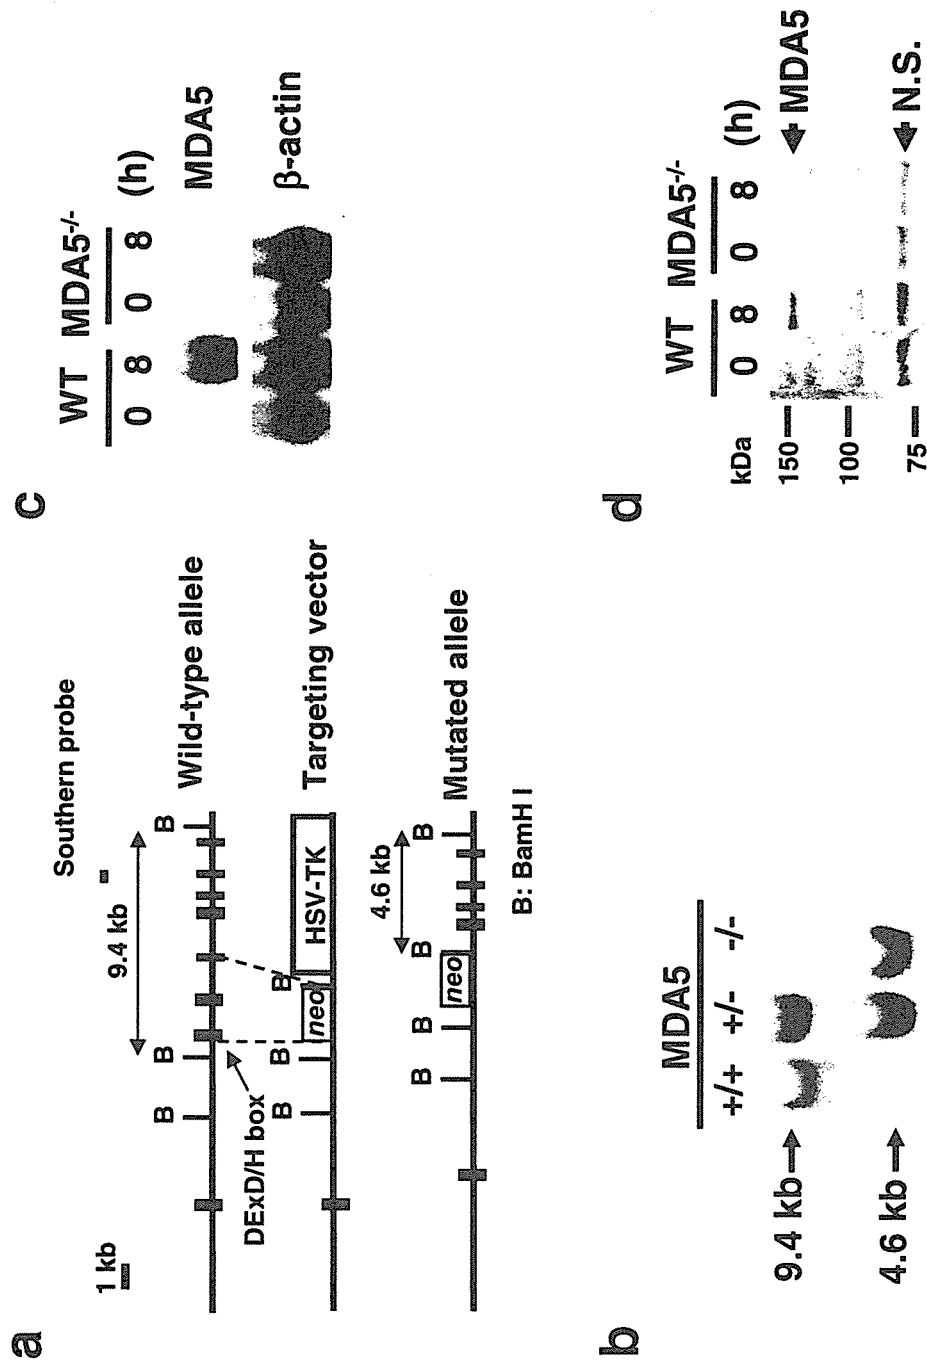 a
1 kb
Southern probe
9.4 kb
B
B
B
Wild-type allele
DExD/H box
B
B
neo
B
HSV-TK
Targeting vector
B
B
neo
B
4.6 kb
B
Mutated allele
B: BamH I
b
MDA5
+/+ +/- -/-
9.4 kb
4.6 kb
c
WT MDA5-/-
0 8 0 8 (h)
MDA5
β-actin
d
WT MDA5-/-
kDa 0 8 0 8 (h)
150
MDA5
100
75
N.S.